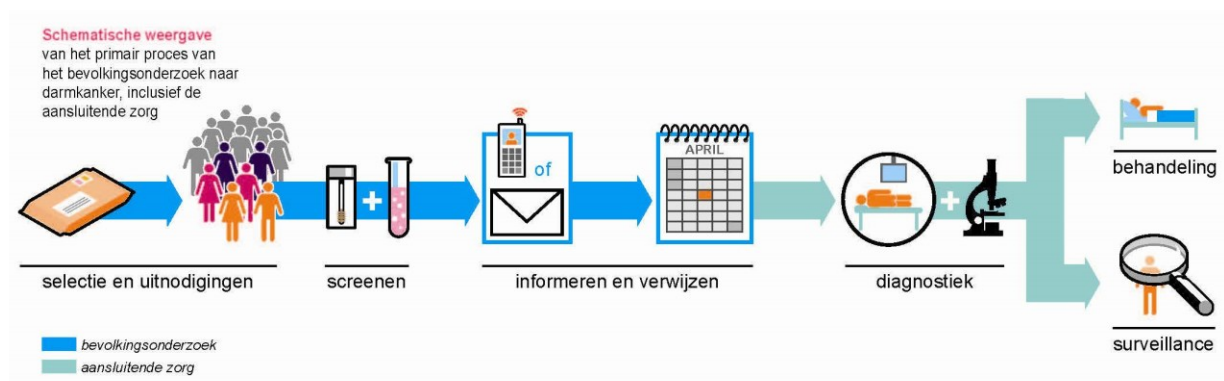 Schematische weergave
van het primair proces van
het bevolkingsonderzoek naar
darmkanker, inclusief de
aansluitende zorg
of
APRIL
selectie en uitnodigingen
screenen
informeren en verwijzen
diagnostiek
behandeling
surveillance
bevolkingsonderzoek
aansluitende zorg